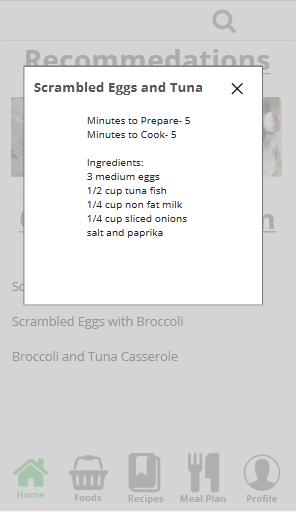 Recommendations
Scrambled Eggs and Tuna
Minutes to Prepare- 5
Minutes to Cook- 5
Ingredients:
3 medium eggs
1/2 cup tuna fish
1/4 cup non fat milk
1/4 cup sliced onions
salt and paprika
Scrambled Eggs with Broccoli
Broccoli and Tuna Casserole
Home
Foods
Recipes
Meal Plan
Profile